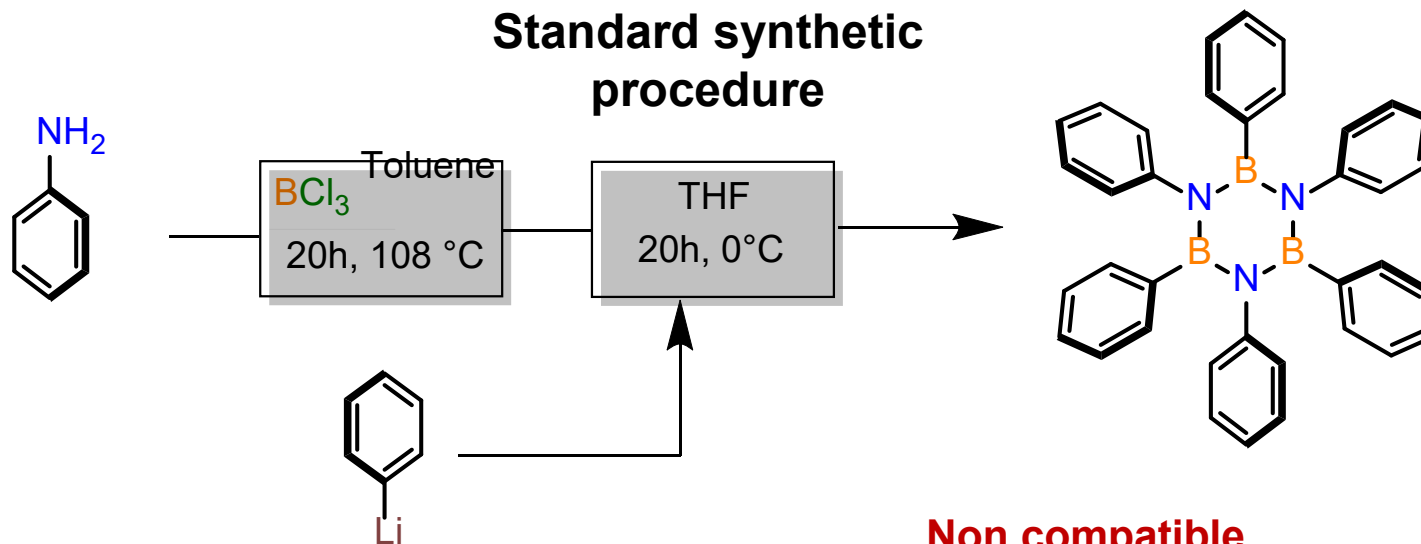 Standard synthetic
procedure
NH2
Toluene
BCl3
20h, 108 °C
THF
20h, 0°C
B
N
N
B
B
N
Li
Non compatible